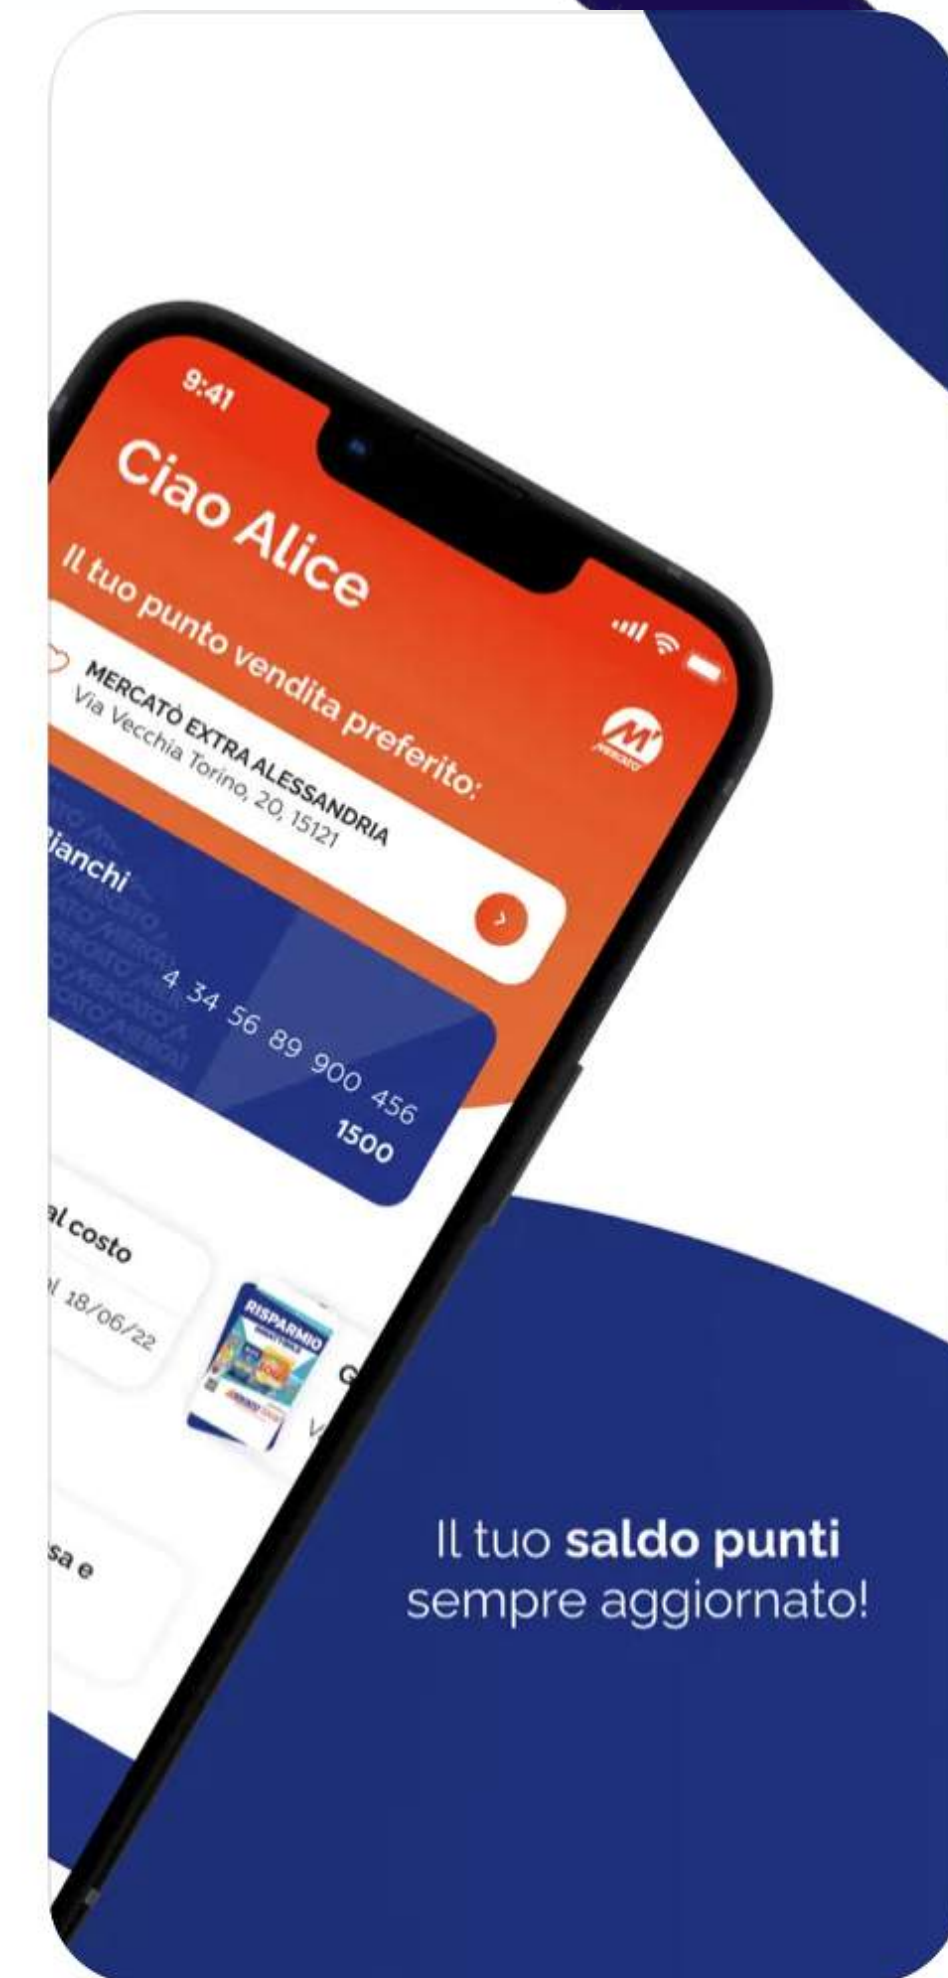 9:41
Ciao Alice
Il tuo punto vendita preferito:
MERCATÒ
MERCATÒ EXTRA ALESSANDRIA
Via Vecchia Torino, 20, 15121
Bianchi
4 34 56 89 900 456
1500
al costo
al 18/06/22
RISPARMIO
G
V
sa e
Il tuo saldo punti
sempre aggiornato!